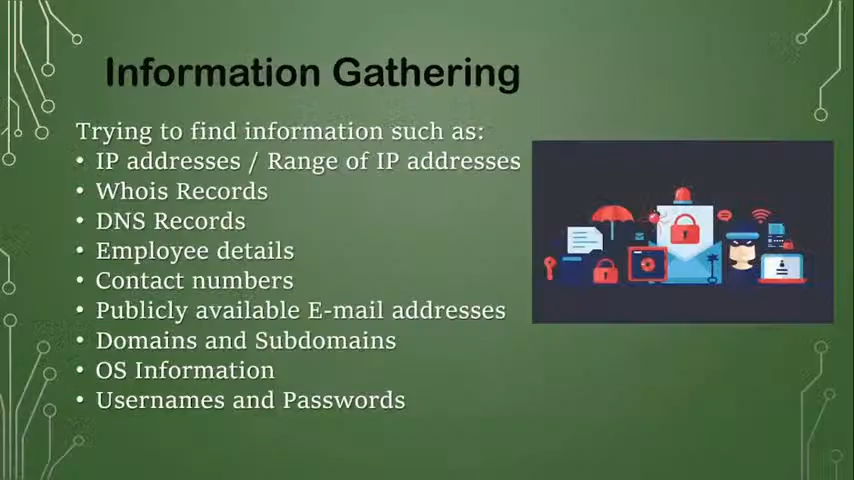 Information Gathering
Trying to find information such as:
• IP addresses / Range of IP addresses
• Whois Records
• DNS Records
• Employee details
• Contact numbers
• Publicly available E-mail addresses
• Domains and Subdomains
• OS Information
• Usernames and Passwords